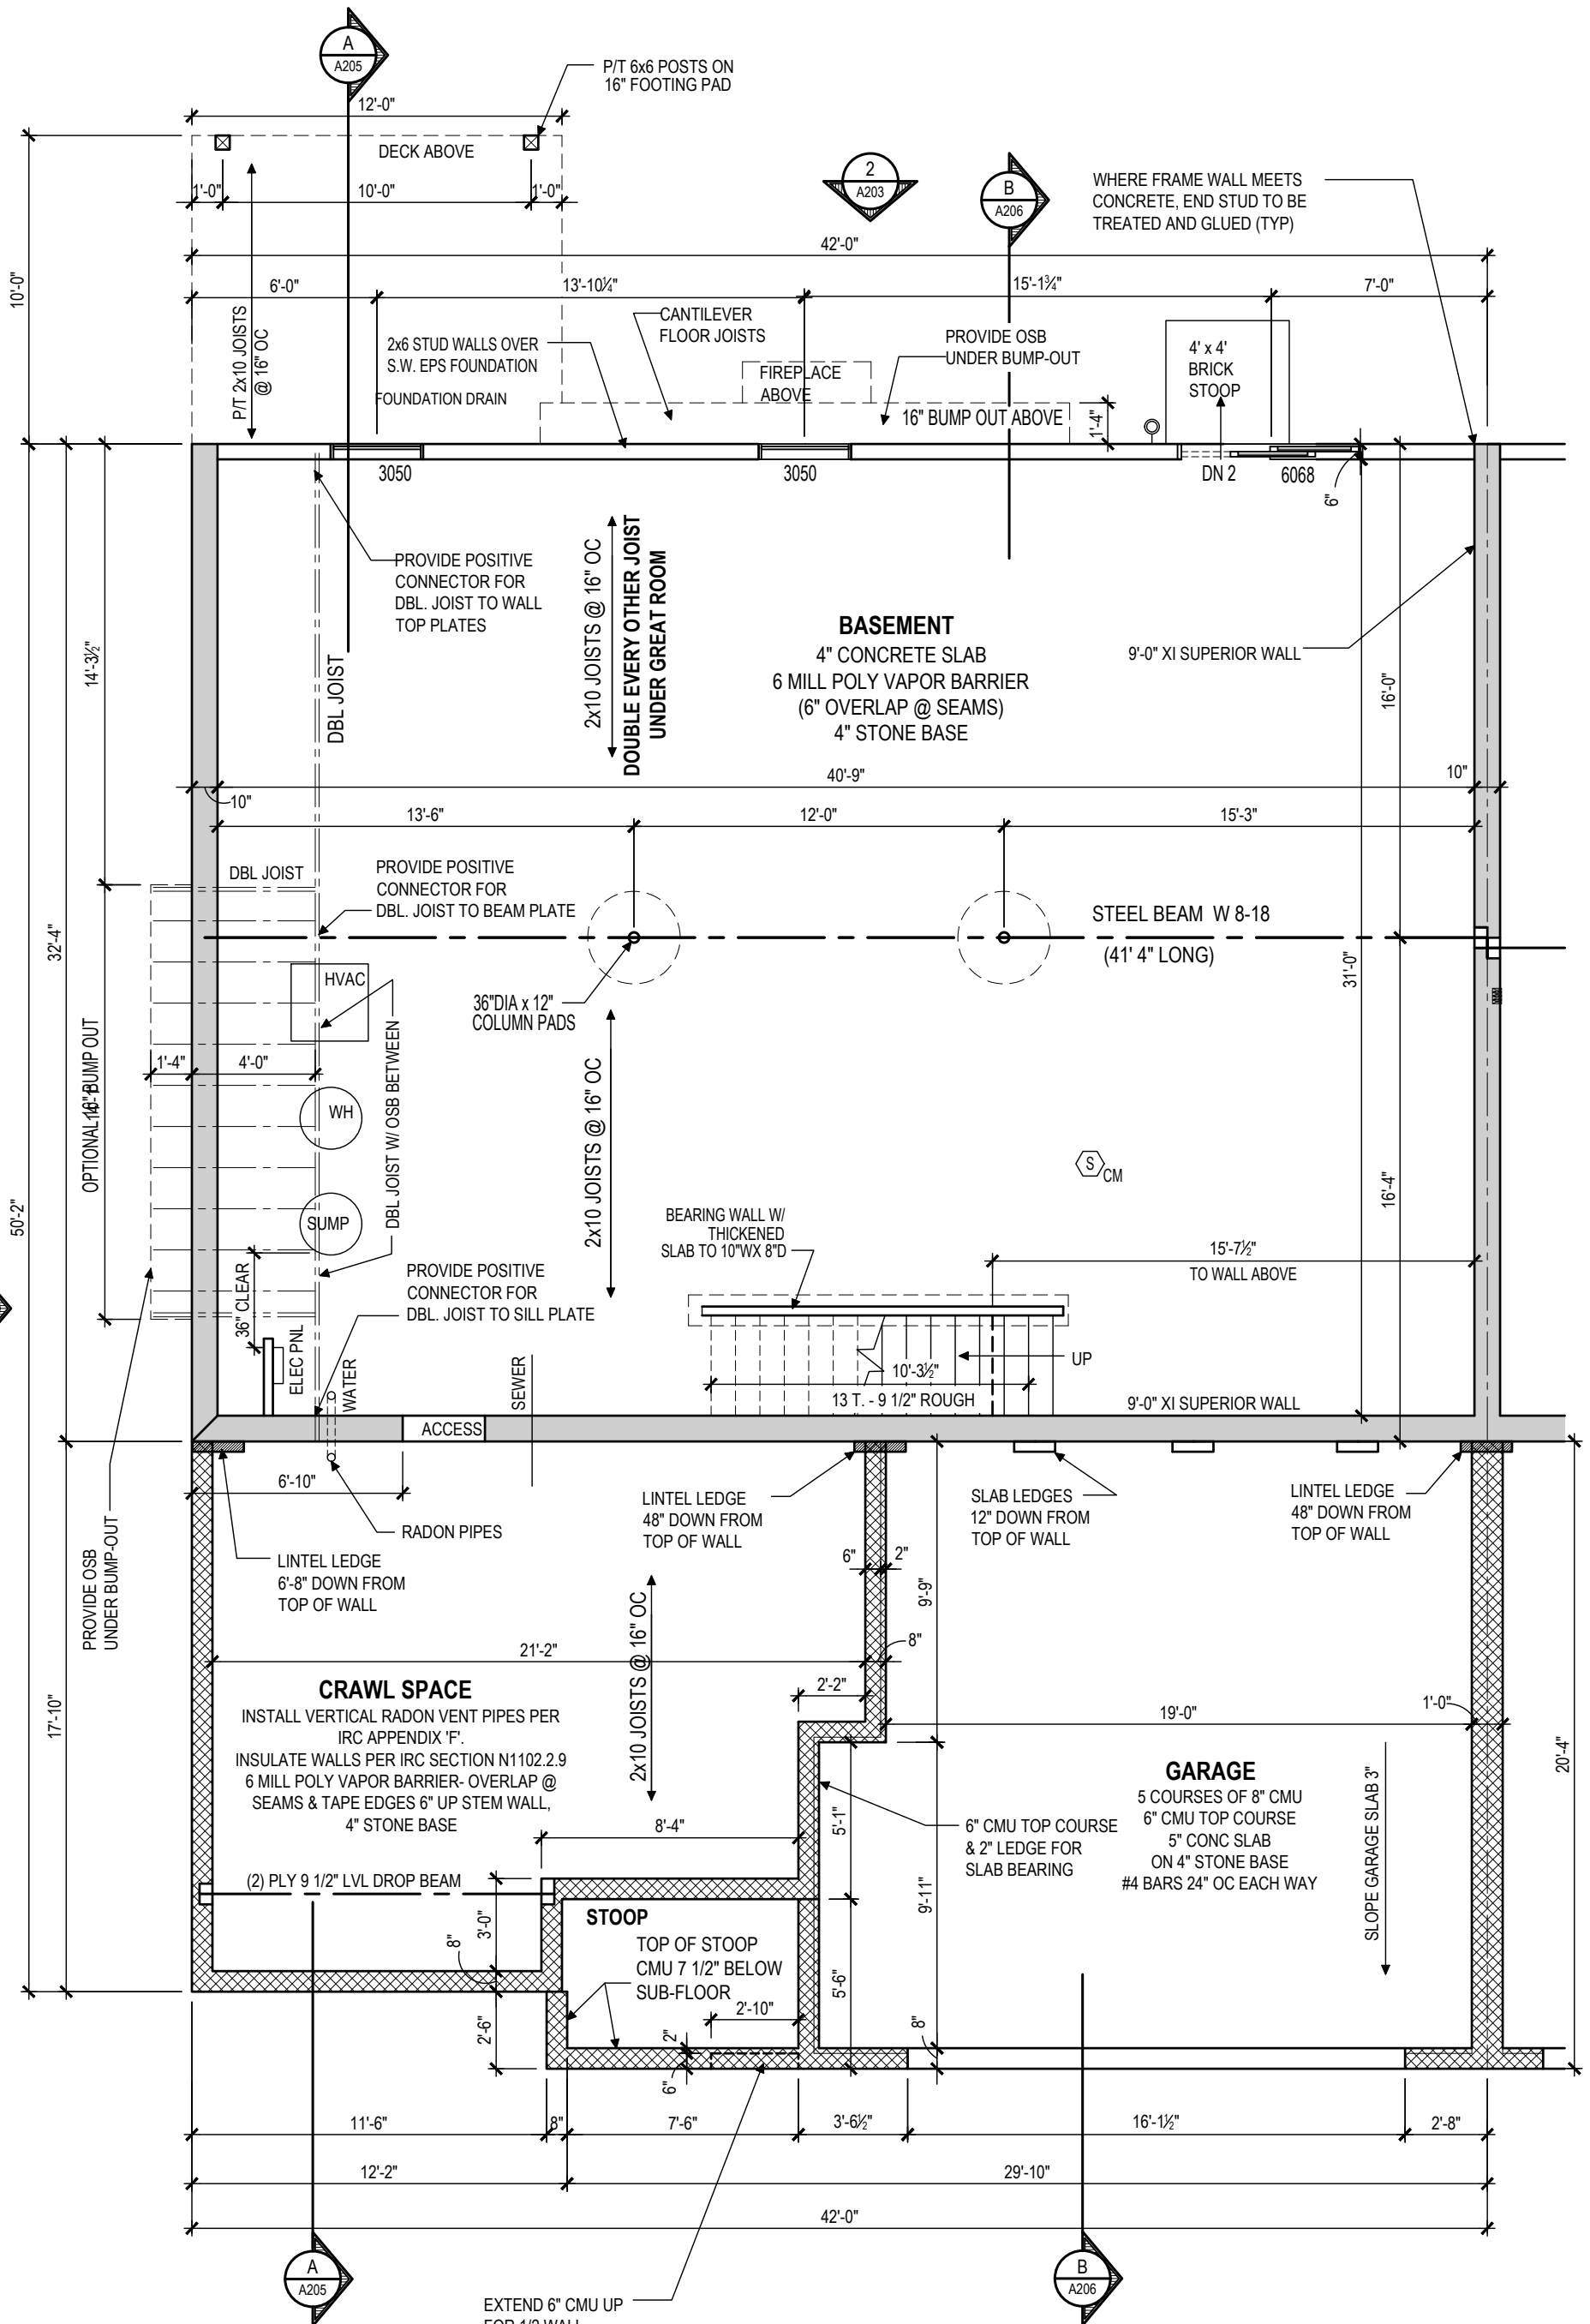 A
A205
P/T 6x6 POSTS ON
16" FOOTING PAD
12'-0"
DECK ABOVE
1'-0"
10'-0"
1'-0"
2
A203
B
A206
WHERE FRAME WALL MEETS
CONCRETE, END STUD TO BE
TREATED AND GLUED (TYP)
42'-0"
10'-0"
6'-0"
13'-10¼"
15'-1¾"
7'-0"
P/T 2x10 JOISTS
@ 16" OC
2x6 STUD WALLS OVER
S.W. EPS FOUNDATION
FOUNDATION DRAIN
CANTILEVER
FLOOR JOISTS
FIREPLACE
ABOVE
PROVIDE OSB
UNDER BUMP-OUT
16" BUMP OUT ABOVE
1'-4"
4' x 4'
BRICK
STOOP
3050
3050
DN 2
6068
6"
PROVIDE POSITIVE
CONNECTOR FOR
DBL. JOIST TO WALL
TOP PLATES
DBL JOIST
2x10 JOISTS @ 16" OC
DOUBLE EVERY OTHER JOIST
UNDER GREAT ROOM
BASEMENT
4" CONCRETE SLAB
6 MILL POLY VAPOR BARRIER
(6" OVERLAP @ SEAMS)
4" STONE BASE
9'-0" XI SUPERIOR WALL
14'-3½"
16'-0"
40'-9"
10"
10"
13'-6"
12'-0"
15'-3"
DBL JOIST
PROVIDE POSITIVE
CONNECTOR FOR
DBL. JOIST TO BEAM PLATE
STEEL BEAM W 8-18
(41' 4" LONG)
32'-4"
31'-0"
HVAC
36"DIA x 12"
COLUMN PADS
1'-4"
4'-0"
OPTIONAL 16" BUMP OUT
14'-1"
DBL JOIST W/ OSB BETWEEN
2x10 JOISTS @ 16" OC
WH
SUMP
S
CM
16'-4"
50'-2"
BEARING WALL W/
THICKENED
SLAB TO 10"WX 8"D
15'-7½"
TO WALL ABOVE
36" CLEAR
PROVIDE POSITIVE
CONNECTOR FOR
DBL. JOIST TO SILL PLATE
ELEC PNL
WATER
SEWER
10'-3½"
UP
13 T. - 9 1/2" ROUGH
9'-0" XI SUPERIOR WALL
ACCESS
6'-10"
RADON PIPES
LINTEL LEDGE
48" DOWN FROM
TOP OF WALL
SLAB LEDGES
12" DOWN FROM
TOP OF WALL
LINTEL LEDGE
48" DOWN FROM
TOP OF WALL
PROVIDE OSB
UNDER BUMP-OUT
LINTEL LEDGE
6'-8" DOWN FROM
TOP OF WALL
6"
2"
9'-9"
2x10 JOISTS @ 16" OC
21'-2"
8"
2'-2"
CRAWL SPACE
INSTALL VERTICAL RADON VENT PIPES PER
IRC APPENDIX 'F'.
INSULATE WALLS PER IRC SECTION N1102.2.9
6 MILL POLY VAPOR BARRIER- OVERLAP @
SEAMS & TAPE EDGES 6" UP STEM WALL,
4" STONE BASE
17'-10"
19'-0"
1'-0"
20'-4"
GARAGE
5 COURSES OF 8" CMU
6" CMU TOP COURSE
5" CONC SLAB
ON 4" STONE BASE
#4 BARS 24" OC EACH WAY
SLOPE GARAGE SLAB 3"
5'-1"
6" CMU TOP COURSE
& 2" LEDGE FOR
SLAB BEARING
8'-4"
(2) PLY 9 1/2" LVL DROP BEAM
9'-11"
3'-0"
8"
STOOP
TOP OF STOOP
CMU 7 1/2" BELOW
SUB-FLOOR
5'-6"
2'-10"
2'-6"
2"
6"
8"
11'-6"
8"
7'-6"
3'-6½"
16'-1½"
2'-8"
12'-2"
29'-10"
42'-0"
A
A205
B
A206
EXTEND 6" CMU UP
FOR 1/2 WALL